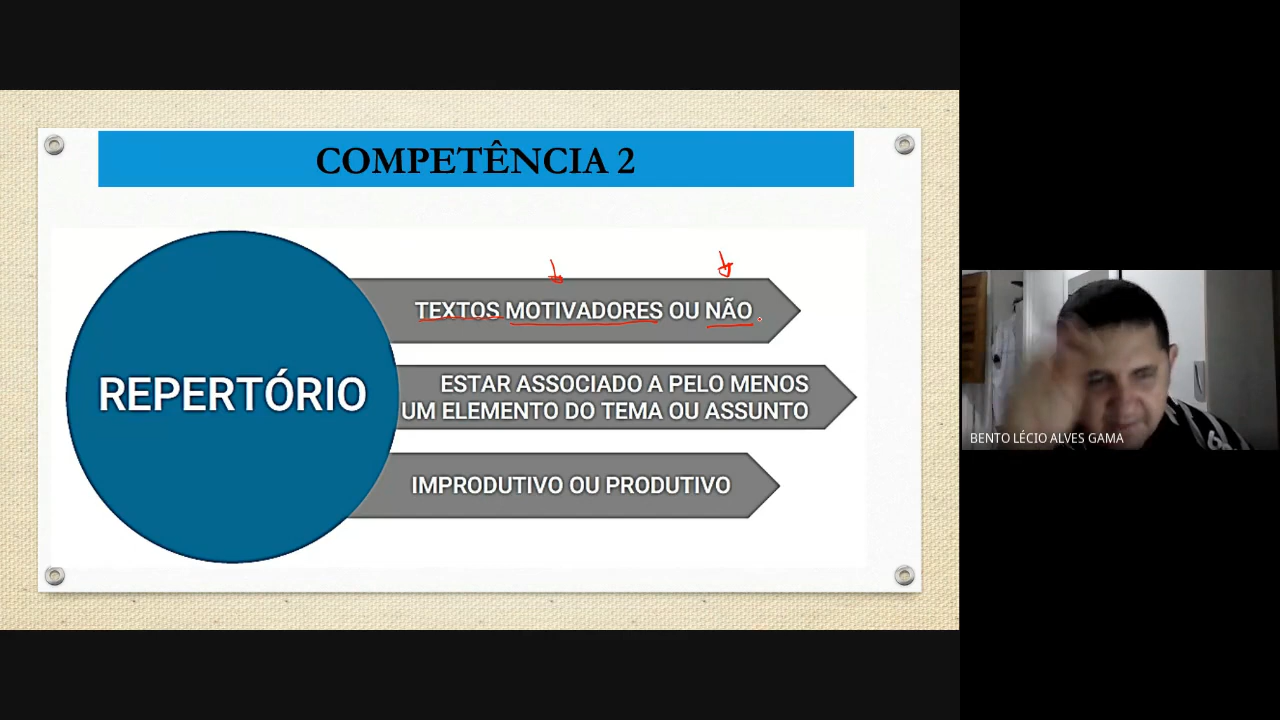 COMPETÊNCIA 2
TEXTOS MOTIVADORES OU NÃO
REPERTÓRIO
ESTAR ASSOCIADO A PELO MENOS
UM ELEMENTO DO TEMA OU ASSUNTO
IMPRODUTIVO OU PRODUTIVO
BENTO LÉCIO ALVES GAMA